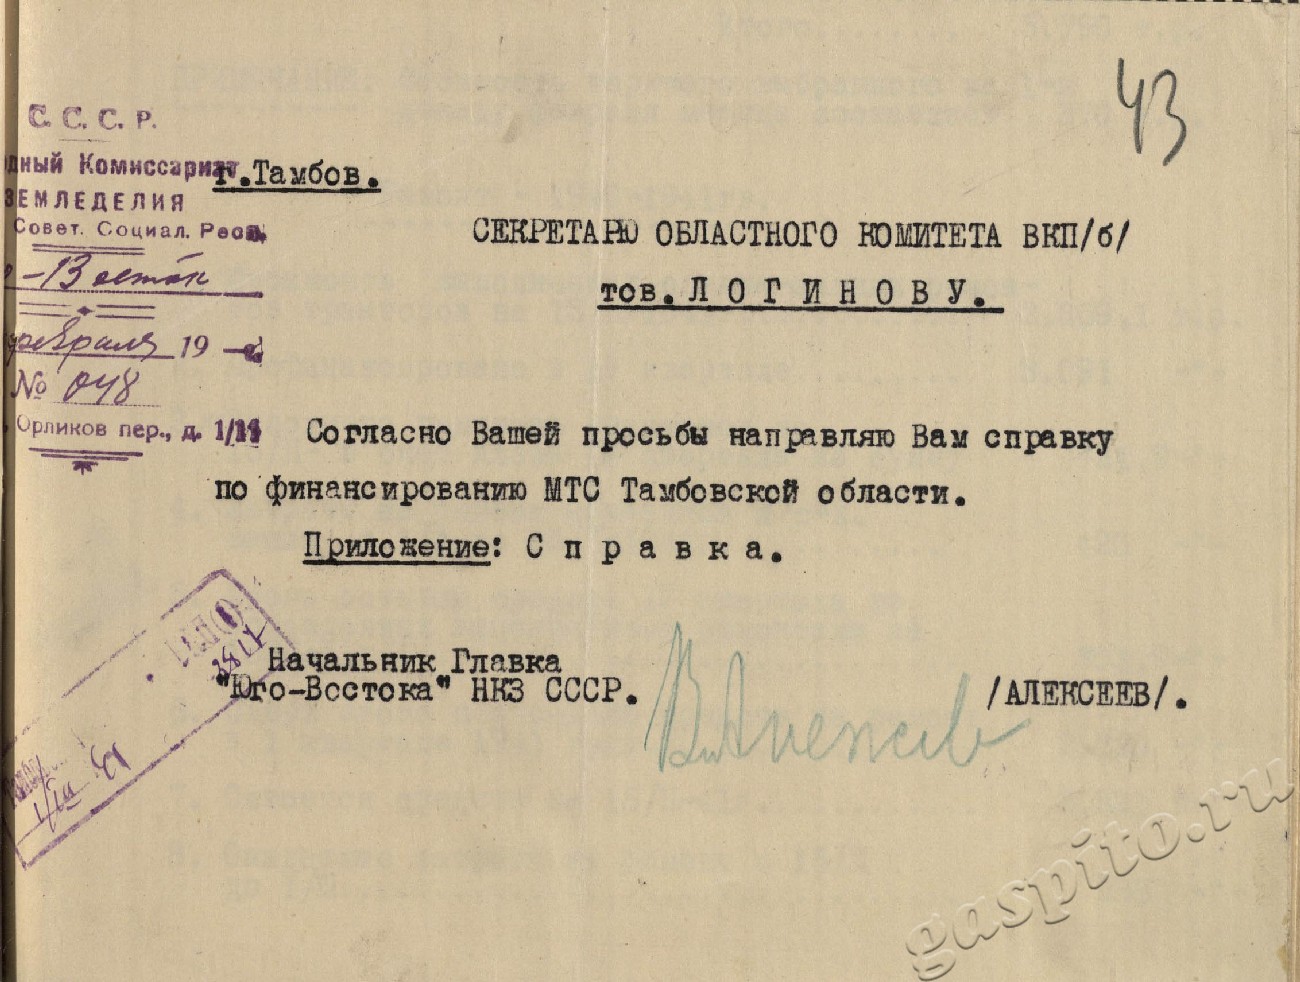 43
С. С. С. Р.
дный Комиссариат
ЗЕМЛЕДЕЛИЯ
Совет. Социал. Респ.
февраля 19
№ 048
Орликов пер., д. 1/11
г.Тамбов.
СЕКРЕТАРЮ ОБЛАСТНОГО КОМИТЕТА ВКП/б/
тов. Л О Г И Н О В У.
Согласно Вашей просьбы направляю Вам справку
по финансированию МТС Тамбовской области.
Приложение: С п р а в к а.
Начальник Главка
"Юго-Востока" НКЗ СССР.
/АЛЕКСЕЕВ/.
gaspito.ru